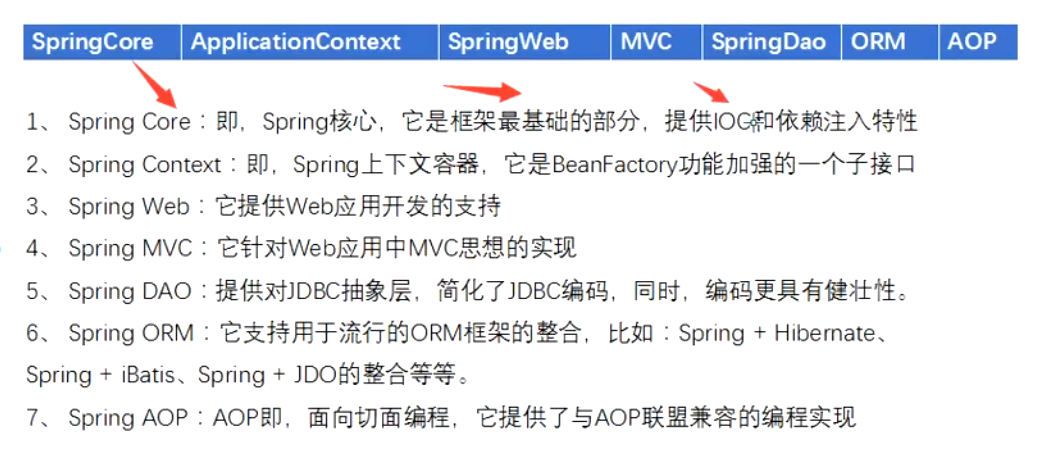 SpringCore ApplicationContext SpringWeb MVC SpringDao ORM AOP
1、 Spring Core：即，Spring核心，它是框架最基础的部分，提供IOC和依赖注入特性
2、 Spring Context：即，Spring上下文容器，它是BeanFactory功能加强的一个子接口
3、 Spring Web：它提供Web应用开发的支持
4、 Spring MVC：它针对Web应用中MVC思想的实现
5、 Spring DAO：提供对JDBC抽象层，简化了JDBC编码，同时，编码更具有健壮性。
6、 Spring ORM：它支持用于流行的ORM框架的整合，比如：Spring + Hibernate、
Spring + iBatis、Spring + JDO的整合等等。
7、 Spring AOP：AOP即，面向切面编程，它提供了与AOP联盟兼容的编程实现